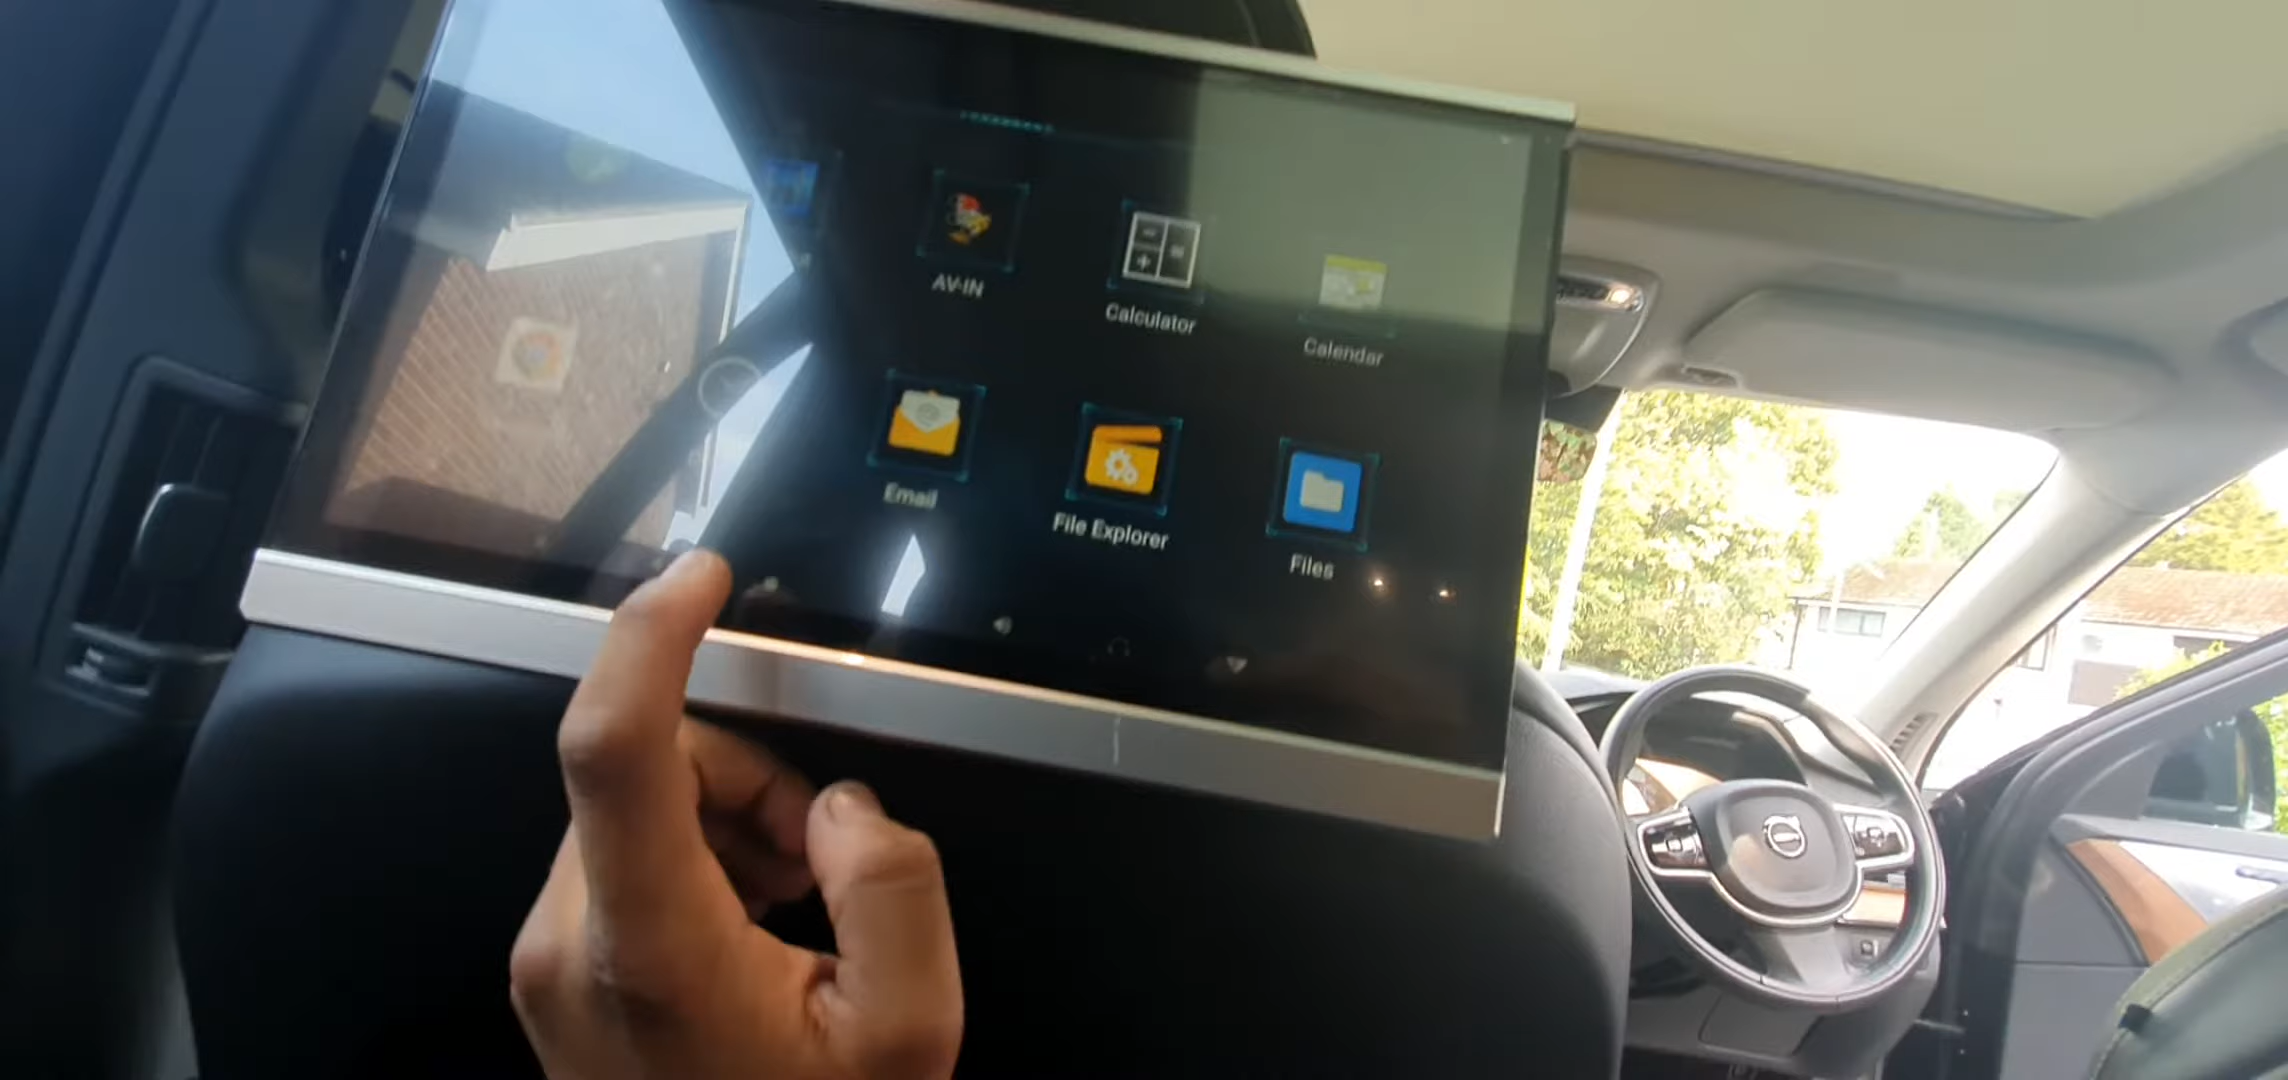 AV-IN
Calculator
Calendar
Email
File Explorer
Files